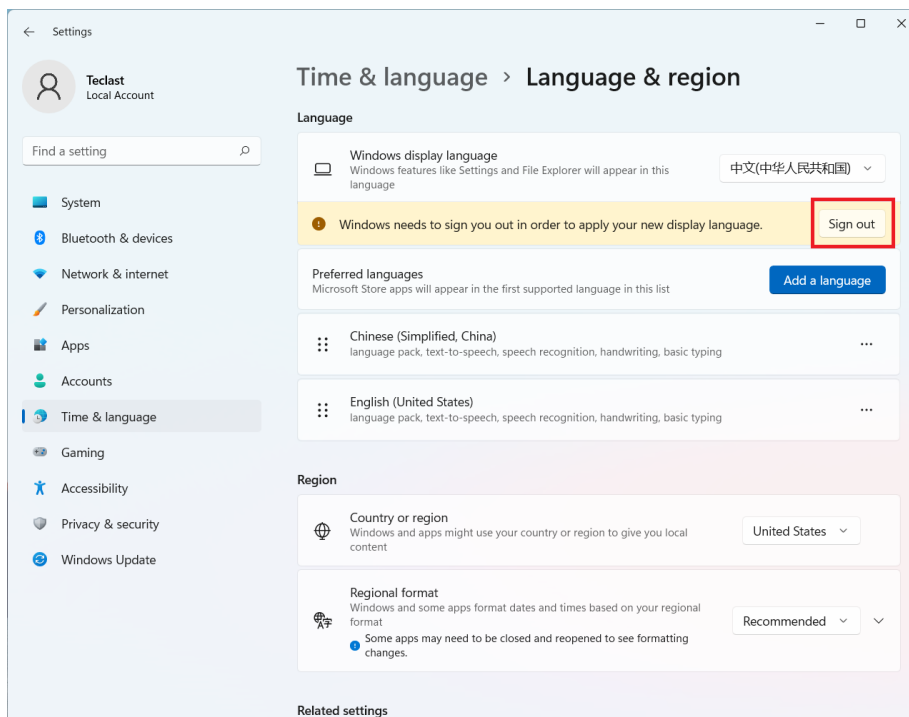 Settings
Teclast
Local Account
Find a setting
System
Bluetooth & devices
Network & internet
Personalization
Apps
Accounts
Time & language
Gaming
Accessibility
Privacy & security
Windows Update
Time & language › Language & region
Language
Windows display language
Windows features like Settings and File Explorer will appear in this
language
中文(中华人民共和国)
Windows needs to sign you out in order to apply your new display language.
Sign out
Preferred languages
Microsoft Store apps will appear in the first supported language in this list
Add a language
Chinese (Simplified, China)
language pack, text-to-speech, speech recognition, handwriting, basic typing
English (United States)
language pack, text-to-speech, speech recognition, handwriting, basic typing
Region
Country or region
Windows and apps might use your country or region to give you local
content
United States
Regional format
Windows and some apps format dates and times based on your regional
format
Some apps may need to be closed and reopened to see formatting
changes.
Recommended
Related settings